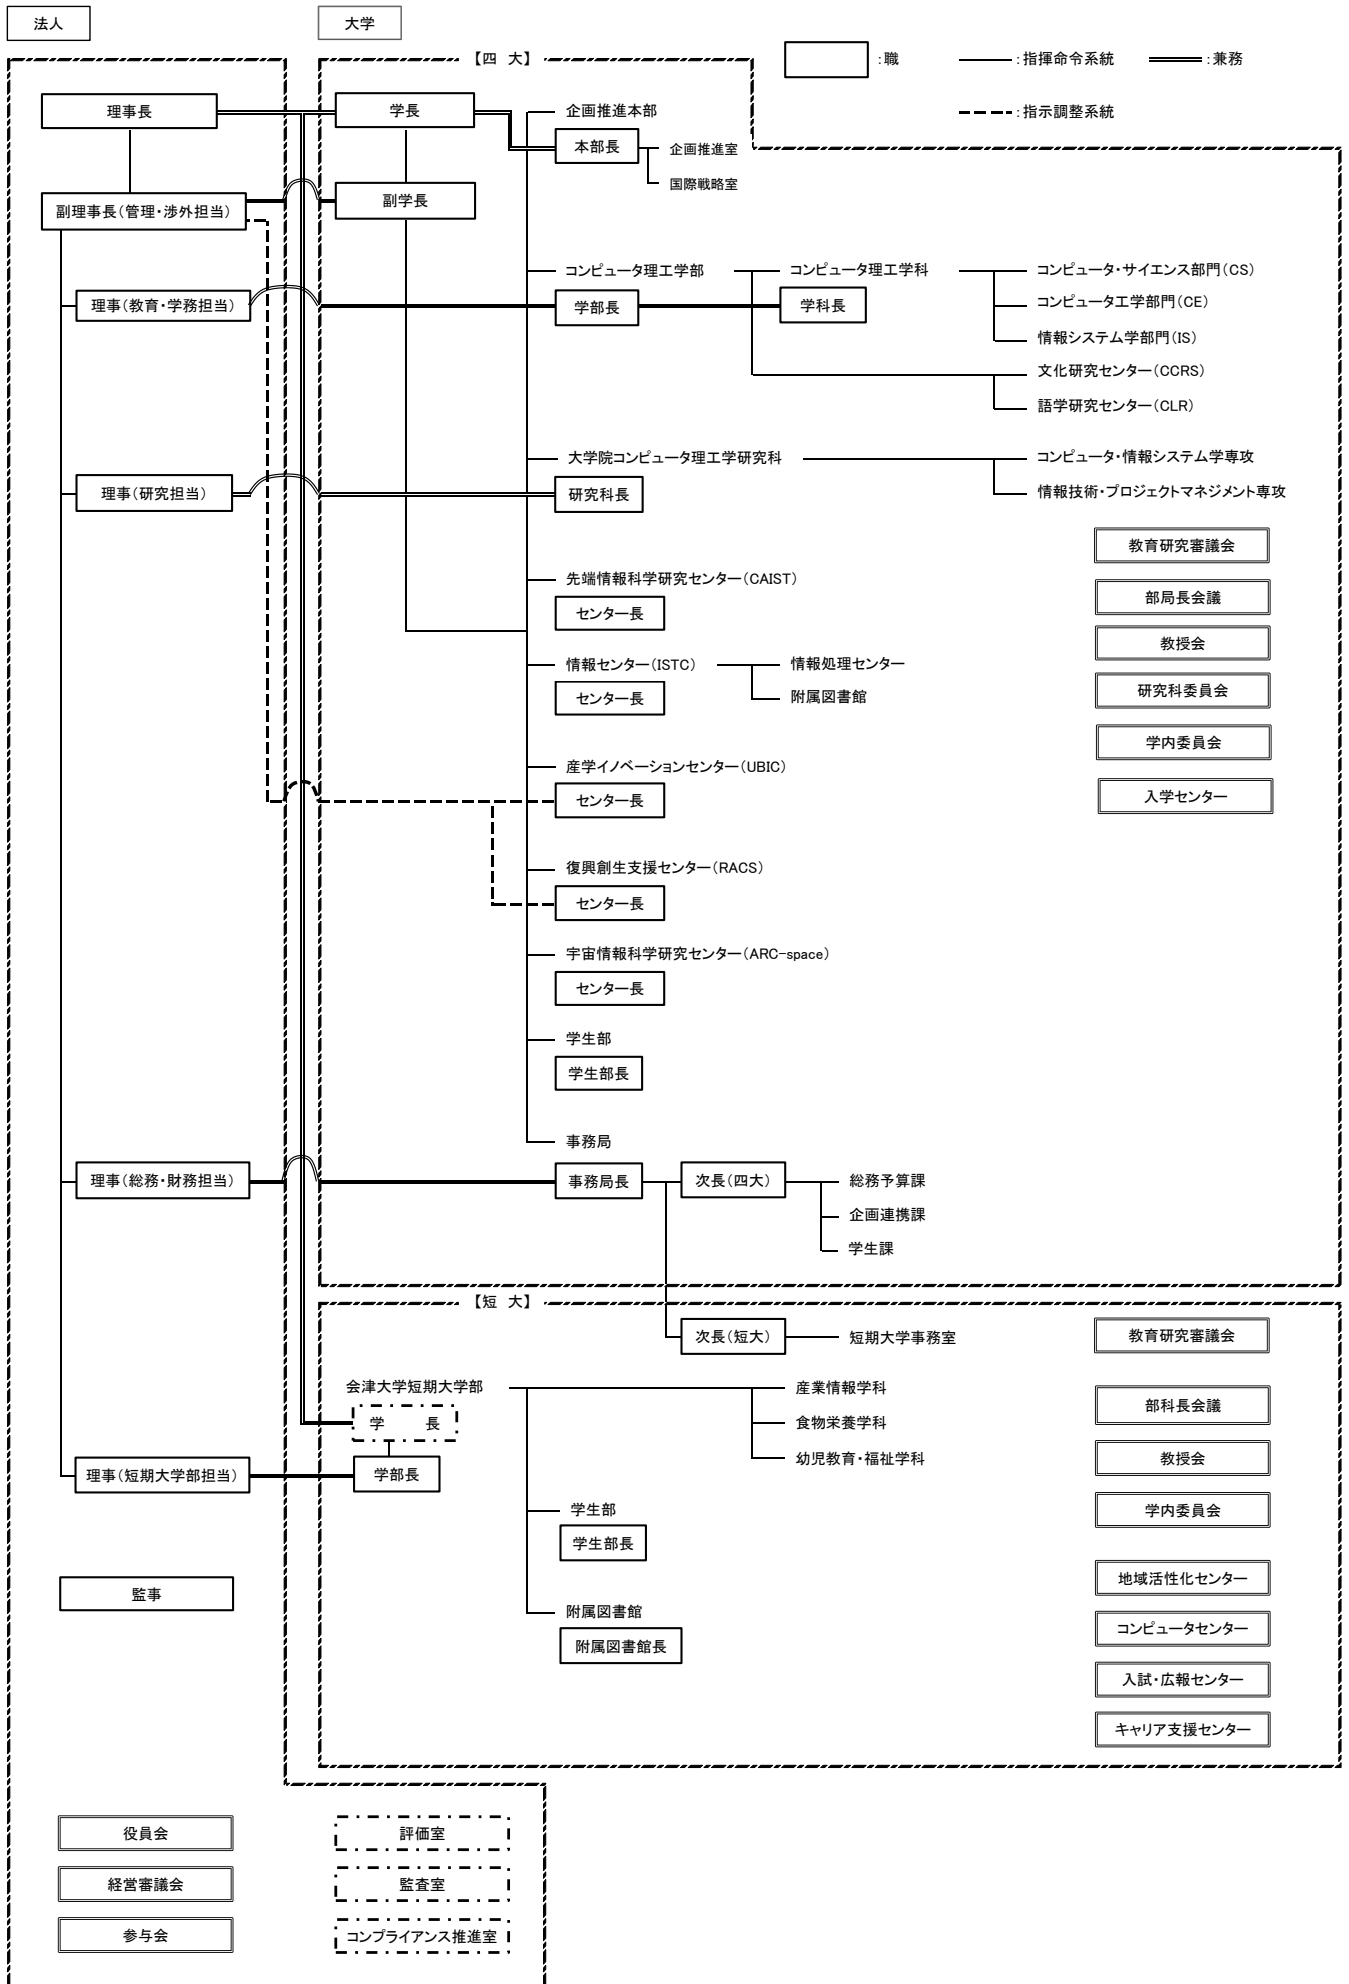 法人
大学
【四　大】
：職
：指揮命令系統
：兼務
：指示調整系統
理事長
学長
企画推進本部
本部長
企画推進室
国際戦略室
副理事長（管理・渉外担当）
副学長
コンピュータ理工学部
コンピュータ理工学科
コンピュータ・サイエンス部門（CS）
理事（教育・学務担当）
学部長
学科長
コンピュータ工学部門（CE）
情報システム学部門（IS）
文化研究センター（CCRS）
語学研究センター（CLR）
大学院コンピュータ理工学研究科
コンピュータ・情報システム学専攻
理事（研究担当）
研究科長
情報技術・プロジェクトマネジメント専攻
教育研究審議会
先端情報科学研究センター（CAIST）
部局長会議
センター長
教授会
情報センター（ISTC）
情報処理センター
研究科委員会
センター長
附属図書館
学内委員会
産学イノベーションセンター（UBIC）
入学センター
センター長
復興創生支援センター（RACS）
センター長
宇宙情報科学研究センター（ARC-space）
センター長
学生部
学生部長
事務局
理事（総務・財務担当）
事務局長
次長（四大）
総務予算課
企画連携課
学生課
【短　大】
次長（短大）
短期大学事務室
教育研究審議会
会津大学短期大学部
産業情報学科
部科長会議
学　　長
食物栄養学科
幼児教育・福祉学科
教授会
理事（短期大学部担当）
学部長
学生部
学内委員会
学生部長
監事
地域活性化センター
附属図書館
コンピュータセンター
附属図書館長
入試・広報センター
キャリア支援センター
役員会
評価室
経営審議会
監査室
参与会
コンプライアンス推進室